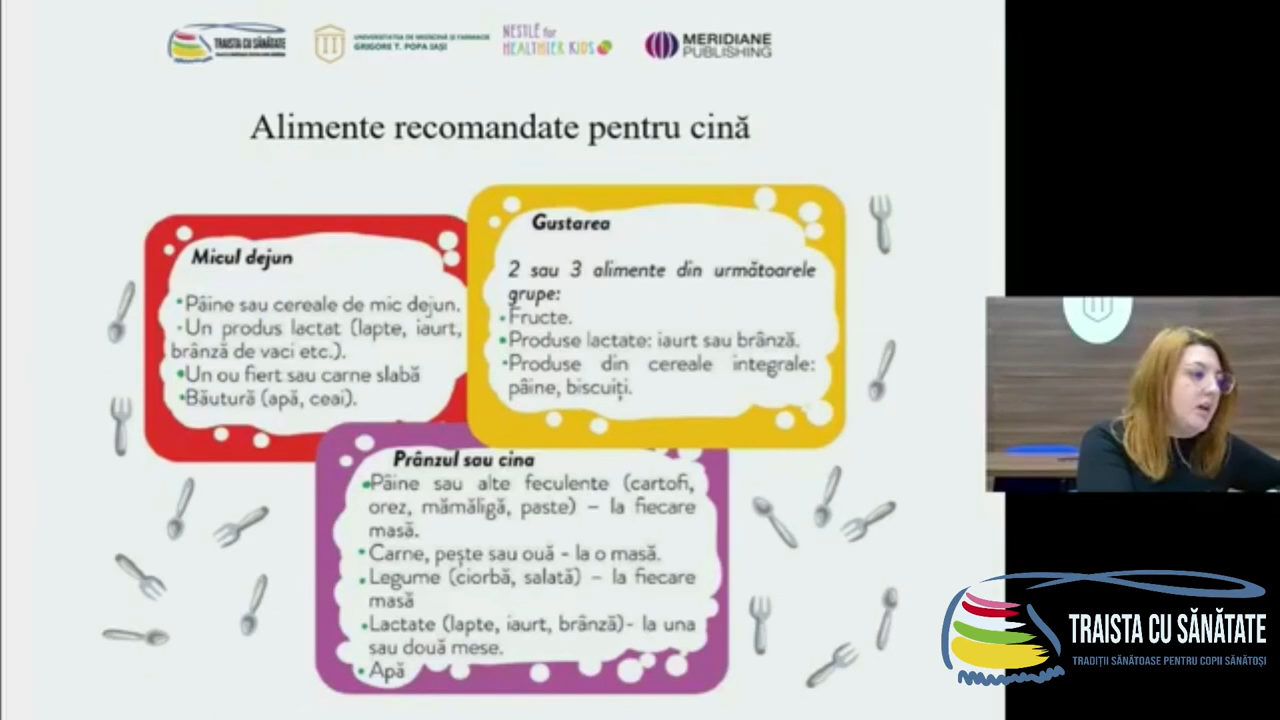 TRAISTA CU SĂNĂTATE
UNIVERSITATEA DE MEDICINĂ ȘI FARMACIE
GRIGORE T. POPA IAȘI
NESTLÉ for
HEALTHIER KIDS
MERIDIANE
PUBLISHING
Alimente recomandate pentru cină
Micul dejun
•Pâine sau cereale de mic dejun.
•Un produs lactat (lapte, iaurt,
brânză de vaci etc.).
•Un ou fiert sau carne slabă
•Băutură (apă, ceai).
Gustarea
2 sau 3 alimente din următoarele
grupe:
•Fructe.
•Produse lactate: iaurt sau brânză.
•Produse din cereale integrale:
pâine, biscuiți.
Prânzul sau cina
•Pâine sau alte feculente (cartofi,
orez, mămăligă, paste) – la fiecare
masă.
•Carne, pește sau ouă - la o masă.
•Legume (ciorbă, salată) – la fiecare
masă
•Lactate (lapte, iaurt, brânză)- la una
sau două mese.
•Apă
TRAISTA CU SĂNĂTATE
TRADIȚII SĂNĂTOASE PENTRU COPII SĂNĂTOȘI